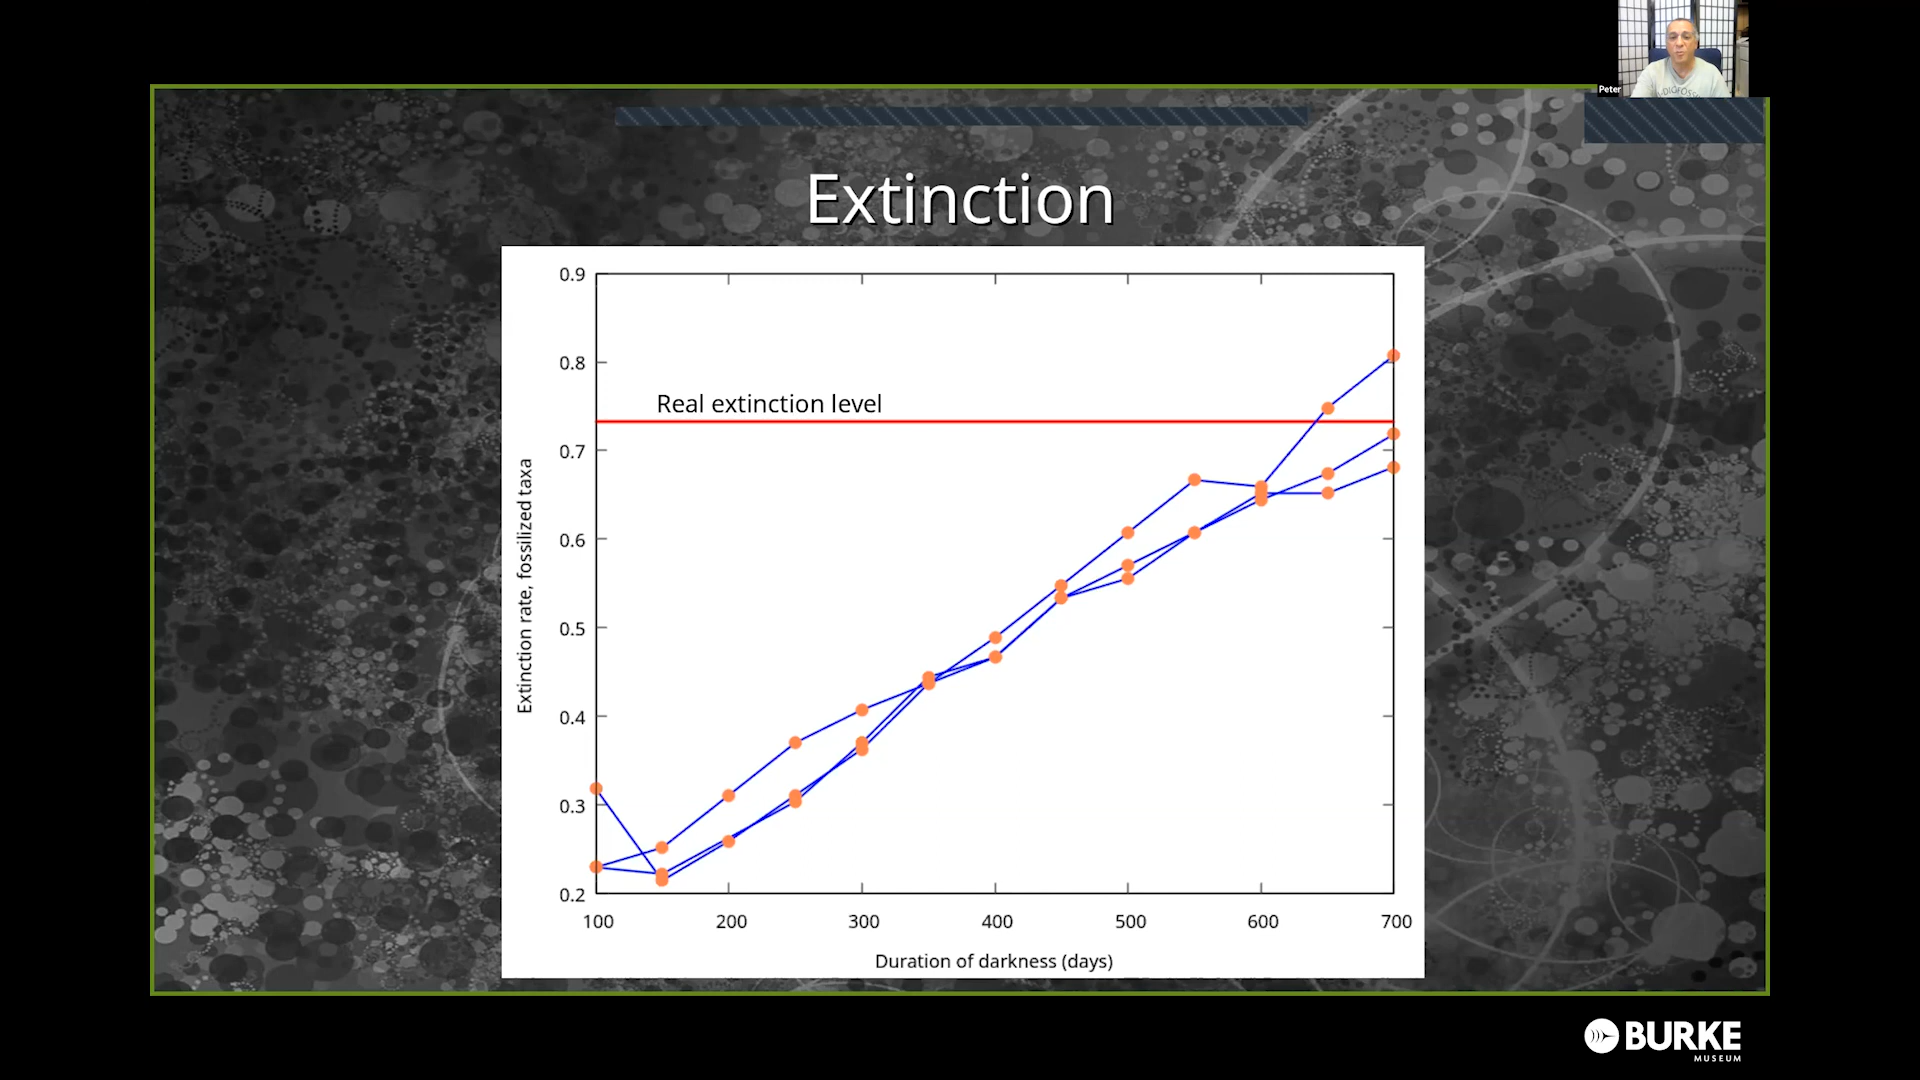 Peter
Extinction
0.9
0.8
Real extinction level
0.7
0.6
0.5
0.4
0.3
0.2
Extinction rate, fossilized taxa
100 200 300 400 500 600 700
Duration of darkness (days)
BURKE
MUSEUM